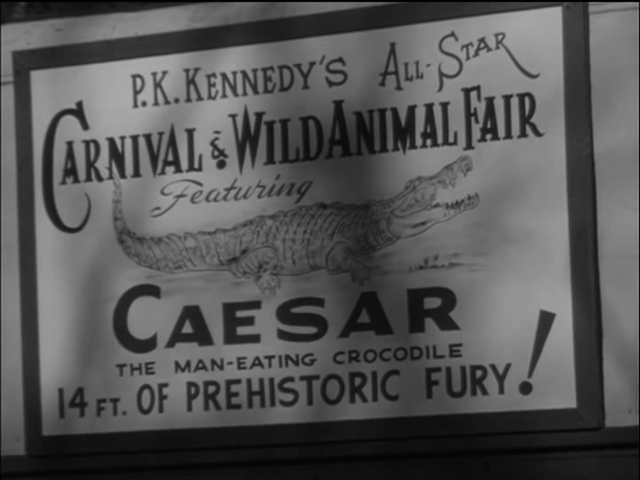 P.K. Kennedy's All-Star
Carnival & Wild Animal Fair
Featuring
Caesar
The Man-Eating Crocodile
14 ft. of Prehistoric Fury!